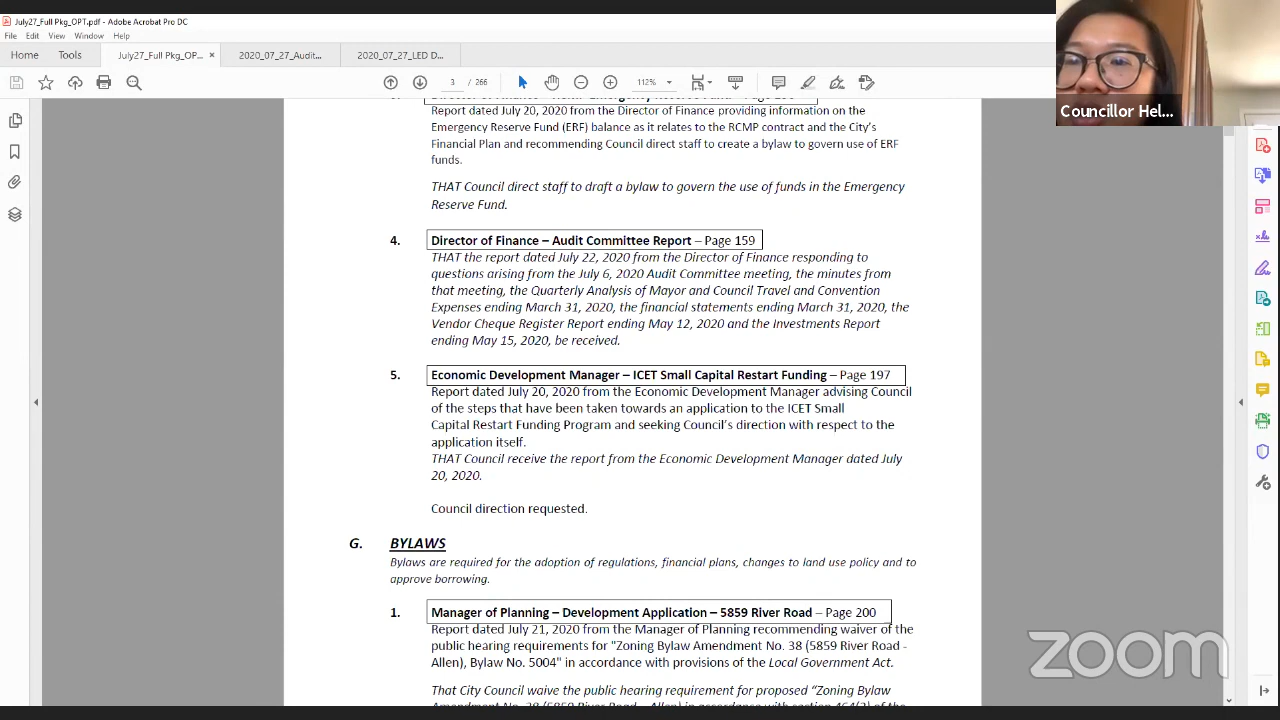 July27_Full Pkg_OPT.pdf - Adobe Acrobat Pro DC
File Edit View Window Help
Home Tools July27_Full Pkg_OP... × 2020_07_27_Audit... 2020_07_27_LED D...
3 / 266 112%
Councillor Hel...
Report dated July 20, 2020 from the Director of Finance providing information on the
Emergency Reserve Fund (ERF) balance as it relates to the RCMP contract and the City's
Financial Plan and recommending Council direct staff to create a bylaw to govern use of ERF
funds.
THAT Council direct staff to draft a bylaw to govern the use of funds in the Emergency
Reserve Fund.
4. Director of Finance – Audit Committee Report – Page 159
THAT the report dated July 22, 2020 from the Director of Finance responding to
questions arising from the July 6, 2020 Audit Committee meeting, the minutes from
that meeting, the Quarterly Analysis of Mayor and Council Travel and Convention
Expenses ending March 31, 2020, the financial statements ending March 31, 2020, the
Vendor Cheque Register Report ending May 12, 2020 and the Investments Report
ending May 15, 2020, be received.
5. Economic Development Manager – ICET Small Capital Restart Funding – Page 197
Report dated July 20, 2020 from the Economic Development Manager advising Council
of the steps that have been taken towards an application to the ICET Small
Capital Restart Funding Program and seeking Council's direction with respect to the
application itself.
THAT Council receive the report from the Economic Development Manager dated July
20, 2020.
Council direction requested.
G. BYLAWS
Bylaws are required for the adoption of regulations, financial plans, changes to land use policy and to
approve borrowing.
1. Manager of Planning – Development Application – 5859 River Road – Page 200
Report dated July 21, 2020 from the Manager of Planning recommending waiver of the
public hearing requirements for "Zoning Bylaw Amendment No. 38 (5859 River Road -
Allen), Bylaw No. 5004" in accordance with provisions of the Local Government Act.
That City Council waive the public hearing requirement for proposed "Zoning Bylaw
zoom